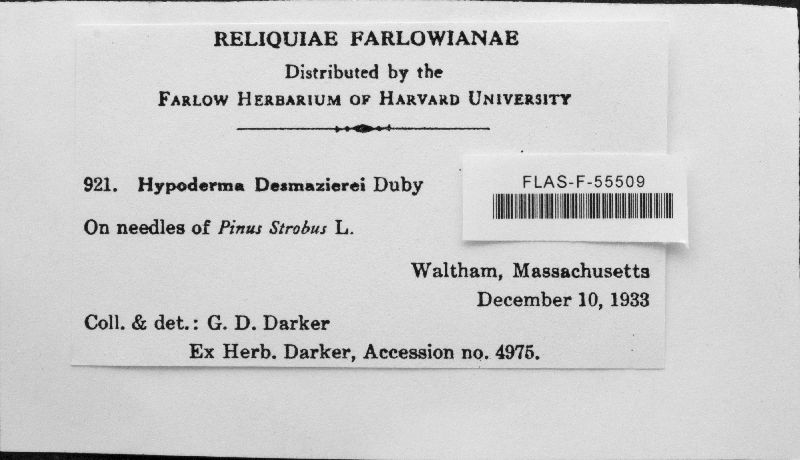 RELIQUIAE FARLOWIANAE
Distributed by the
FARLOW HERBARIUM OF HARVARD UNIVERSITY
921. Hypoderma Desmazierei Duby
FLAS-F-55509
On needles of Pinus Strobus L.
Waltham, Massachusetts
December 10, 1933
Coll. & det.: G. D. Darker
Ex Herb. Darker, Accession no. 4975.